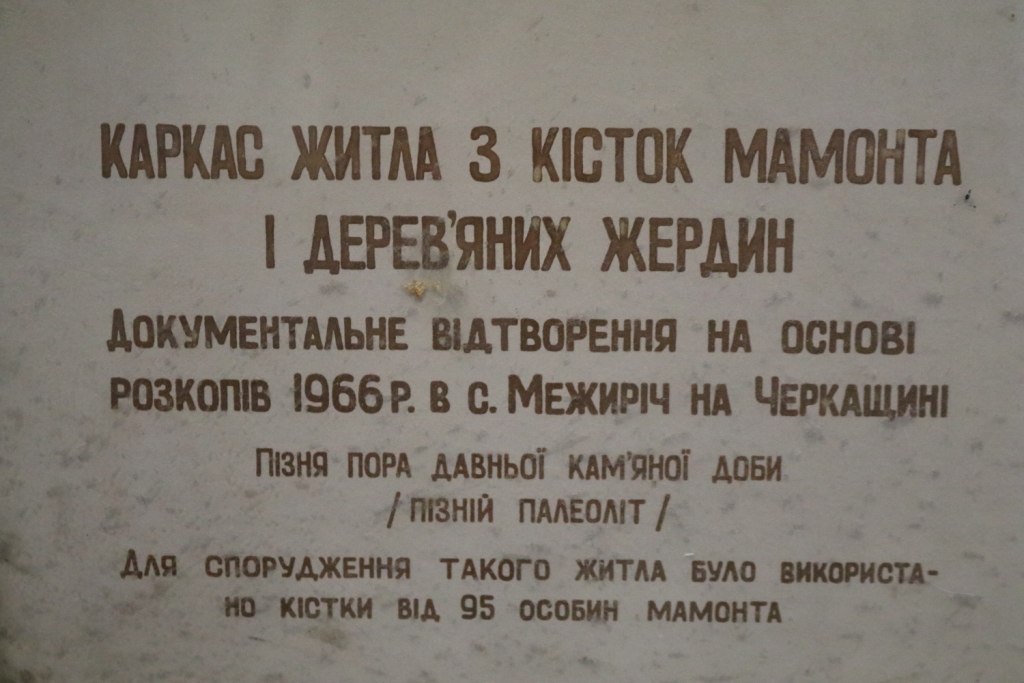 КАРКАС ЖИТЛА З КІСТОК МАМОНТА
І ДЕРЕВ'ЯНИХ ЖЕРДИН
ДОКУМЕНТАЛЬНЕ ВІДТВОРЕННЯ НА ОСНОВІ
РОЗКОПІВ 1966 Р. В С. МЕЖИРІЧ НА ЧЕРКАЩИНІ
ПІЗНЯ ПОРА ДАВНЬОЇ КАМ'ЯНОЇ ДОБИ
/ПІЗНІЙ ПАЛЕОЛІТ/
ДЛЯ СПОРУДЖЕННЯ ТАКОГО ЖИТЛА БУЛО ВИКОРИСТА-
НО КІСТКИ ВІД 95 ОСОБИН МАМОНТА